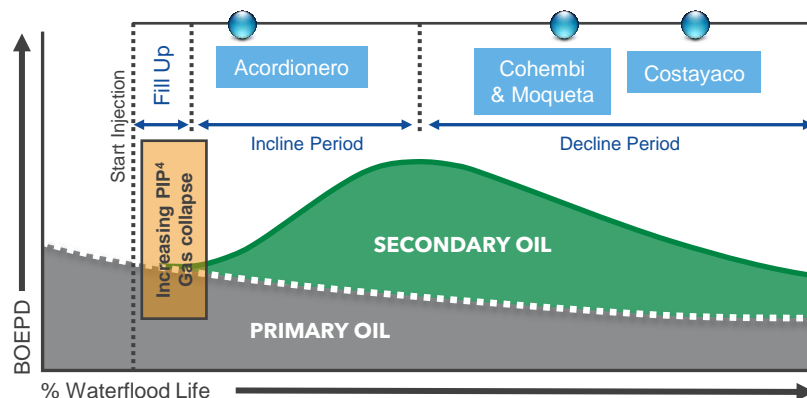 Start Injection
Fill Up
Acordionero
Cohembi
& Moqueta
Costayaco
Incline Period
Decline Period
Increasing PIP⁴
Gas collapse
SECONDARY OIL
PRIMARY OIL
BOEPD
% Waterflood Life